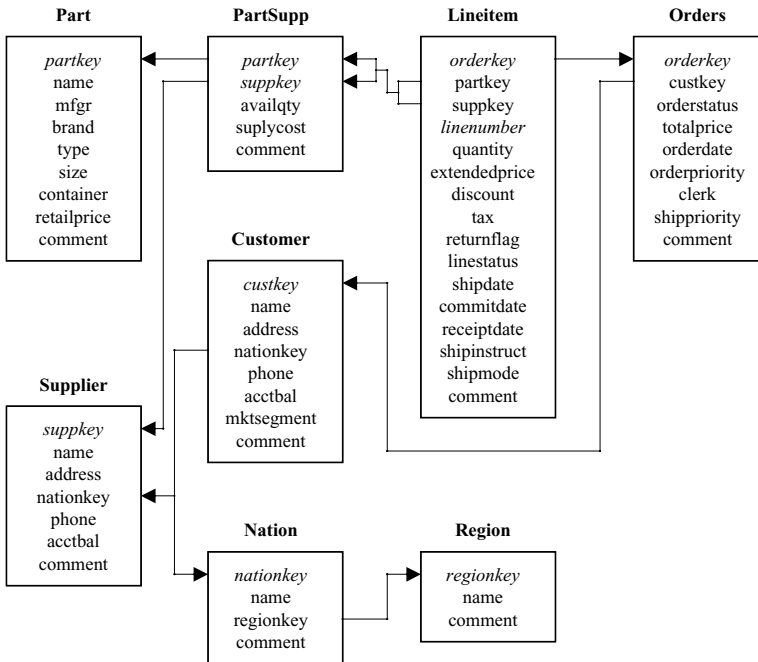 Part
partkey
name
mfgr
brand
type
size
container
retailprice
comment
PartSupp
partkey
suppkey
availqty
suplycost
comment
Lineitem
orderkey
partkey
suppkey
linenumber
quantity
extendedprice
discount
tax
returnflag
linestatus
shipdate
commitdate
receiptdate
shipinstruct
shipmode
comment
Orders
orderkey
custkey
orderstatus
totalprice
orderdate
orderpriority
clerk
shippriority
comment
Customer
custkey
name
address
nationkey
phone
acctbal
mktsegment
comment
Supplier
suppkey
name
address
nationkey
phone
acctbal
comment
Nation
nationkey
name
regionkey
comment
Region
regionkey
name
comment